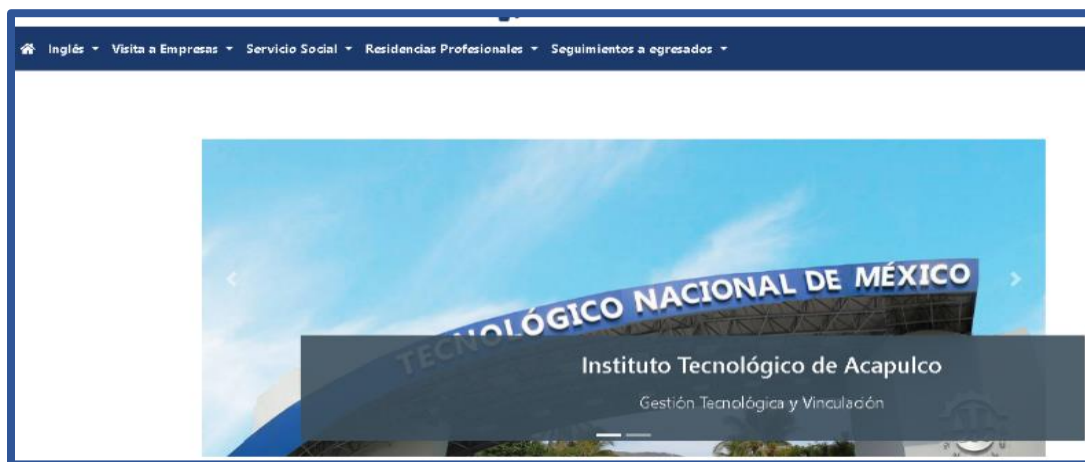 Inglés Visita a Empresas Servicio Social Residencias Profesionales Seguimientos a egresados
TECNOLÓGICO NACIONAL DE MÉXICO
Instituto Tecnológico de Acapulco
Gestión Tecnológica y Vinculación